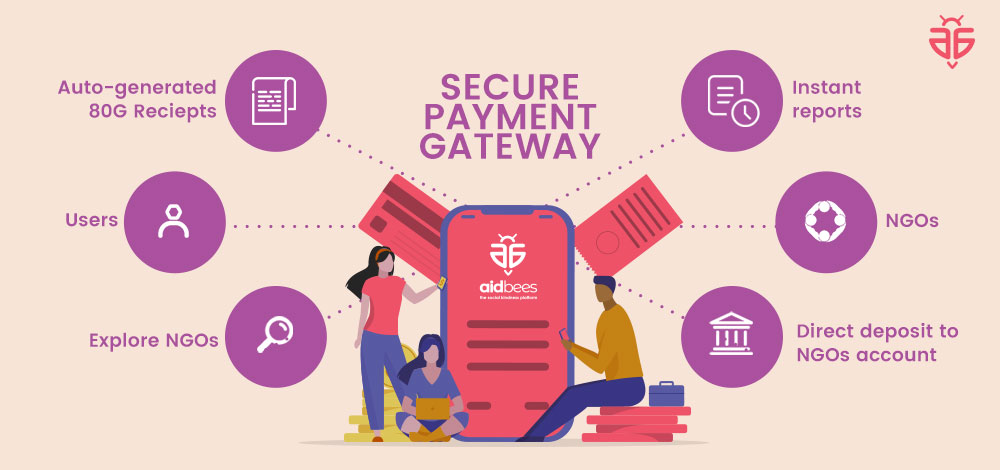 SECURE
PAYMENT
GATEWAY
Auto-generated
80G Reciepts
Users
Explore NGOs
Instant
reports
NGOs
Direct deposit to
NGOs account
aidbees
the social kindness platform